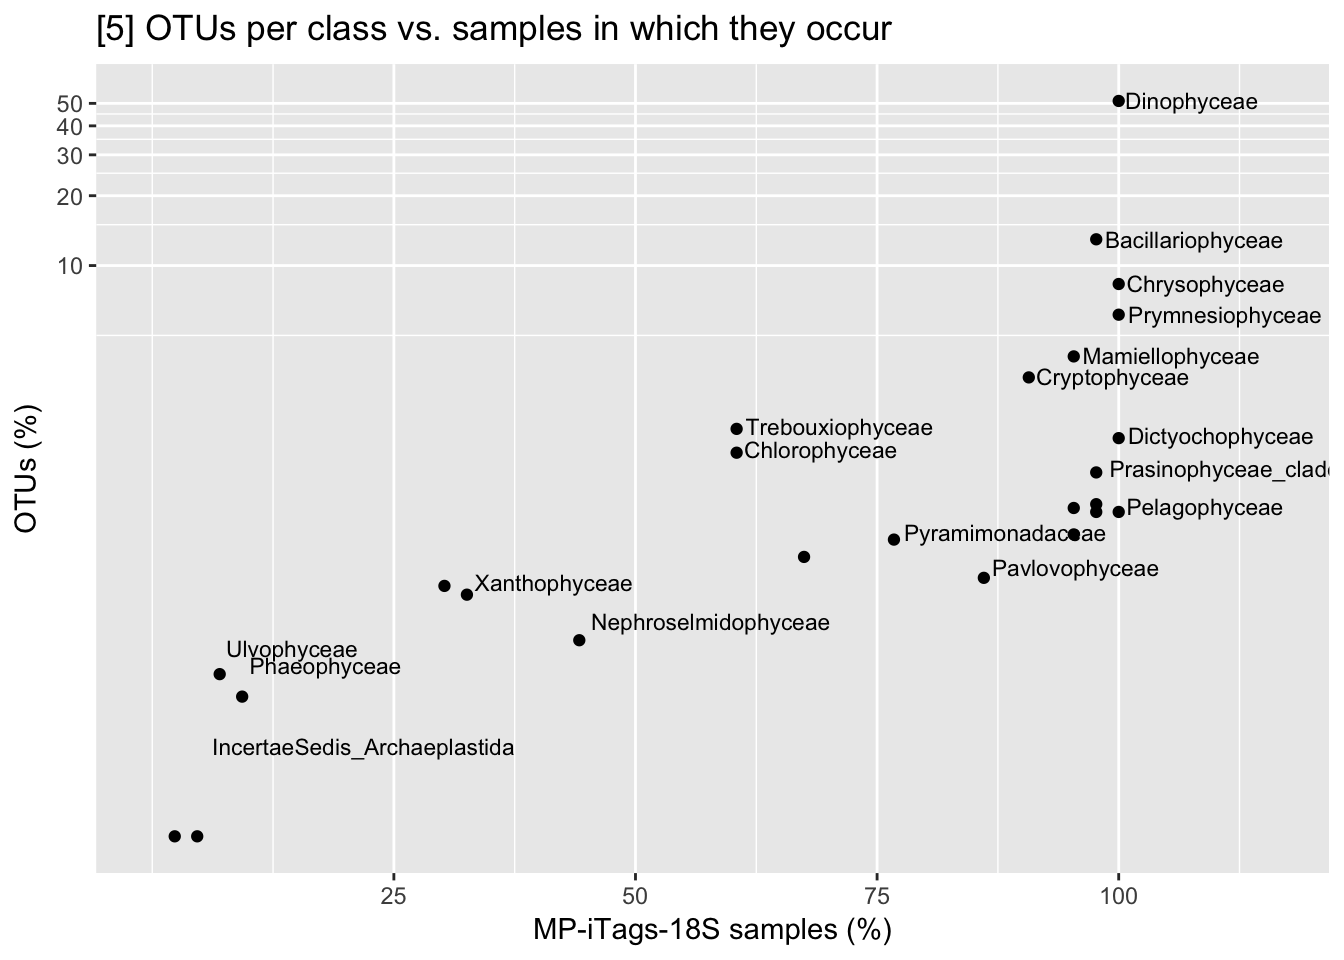 [5] OTUs per class vs. samples in which they occur
50
40
30
20
10
OTUs (%)
Dinophyceae
Bacillariophyceae
Chrysophyceae
Prymnesiophyceae
Mamiellophyceae
Cryptophyceae
Trebouxiophyceae
Chlorophyceae
Dictyochophyceae
Prasinophyceae_clade
Pelagophyceae
Pyramimonadaceae
Pavlovophyceae
Xanthophyceae
Nephroselmidophyceae
Ulvophyceae
Phaeophyceae
IncertaeSedis_Archaeplastida
25 50 75 100
MP-iTags-18S samples (%)